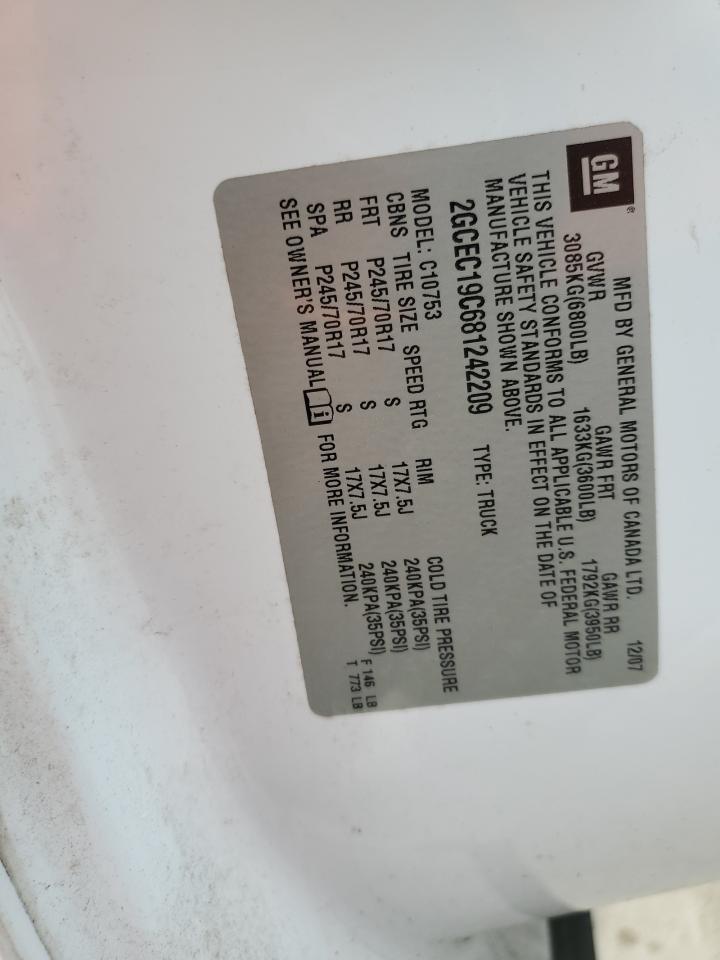 GM®
MFD BY GENERAL MOTORS OF CANADA LTD. 12/07
GVWR GAWR FRT GAWR RR
3085KG(6800LB) 1633KG(3600LB) 1792KG(3950LB)
THIS VEHICLE CONFORMS TO ALL APPLICABLE U.S. FEDERAL MOTOR
VEHICLE SAFETY STANDARDS IN EFFECT ON THE DATE OF
MANUFACTURE SHOWN ABOVE.
2GCEC19C681242209 TYPE: TRUCK
MODEL: C10753
CBNS TIRE SIZE SPEED RTG RIM COLD TIRE PRESSURE
FRT P245/70R17 S 17X7.5J 240KPA(35PSI)
RR P245/70R17 S 17X7.5J 240KPA(35PSI)
SPA P245/70R17 S 17X7.5J 240KPA(35PSI)
SEE OWNER'S MANUAL FOR MORE INFORMATION.
F 146 LB
T 773 LB